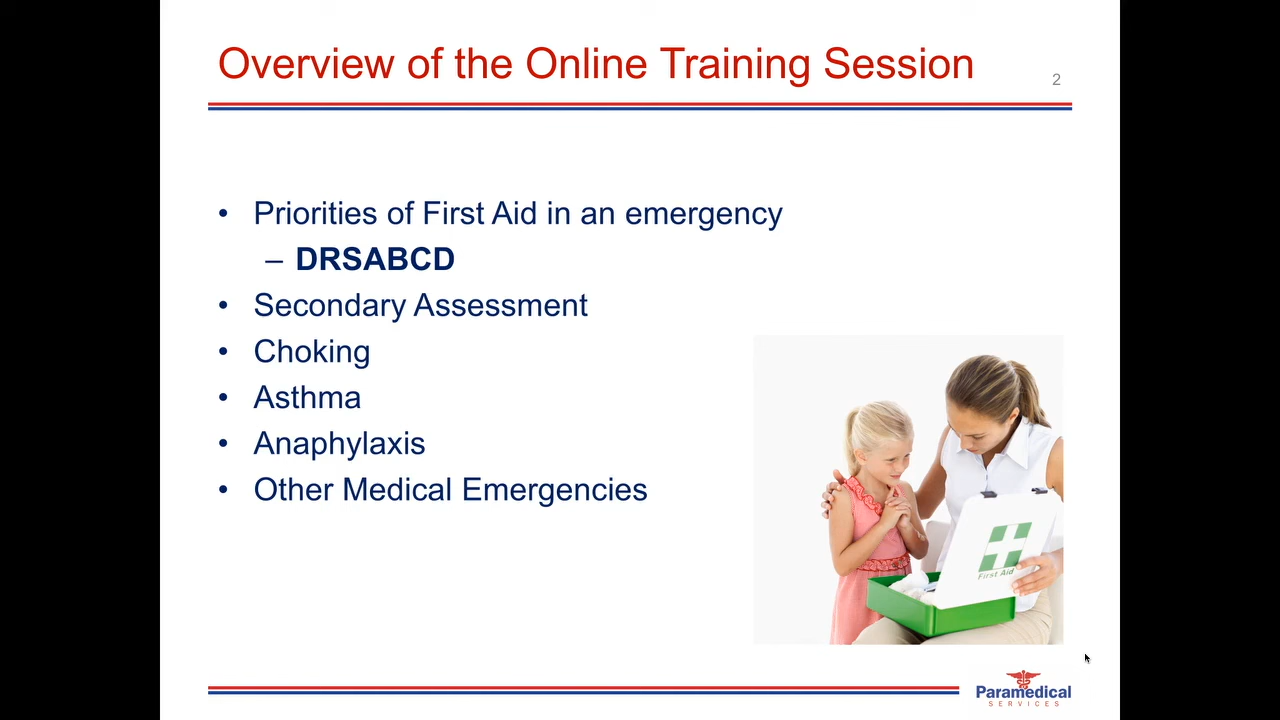 Overview of the Online Training Session
2
• Priorities of First Aid in an emergency
– DRSABCD
• Secondary Assessment
• Choking
• Asthma
• Anaphylaxis
• Other Medical Emergencies
First Aid
Paramedical
SERVICES